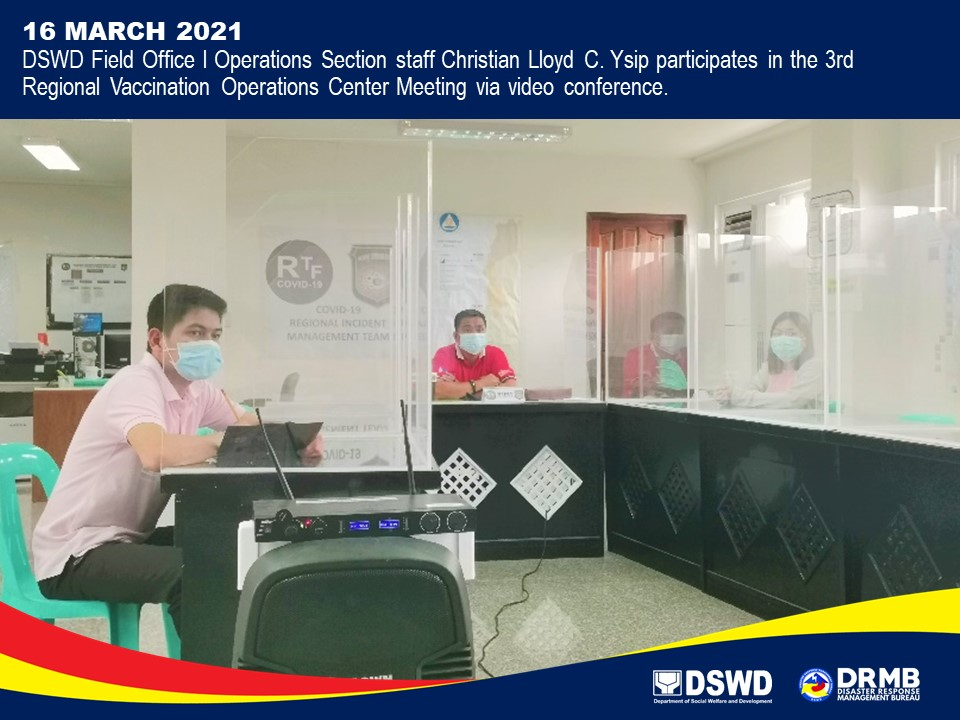 16 MARCH 2021
DSWD Field Office I Operations Section staff Christian Lloyd C. Ysip participates in the 3rd
Regional Vaccination Operations Center Meeting via video conference.
RTF
COVID-19
COVID-19
REGIONAL INCIDENT
MANAGEMENT TEAM
DSWD
Department of Social Welfare and Development
DRMB
DISASTER RESPONSE
MANAGEMENT BUREAU